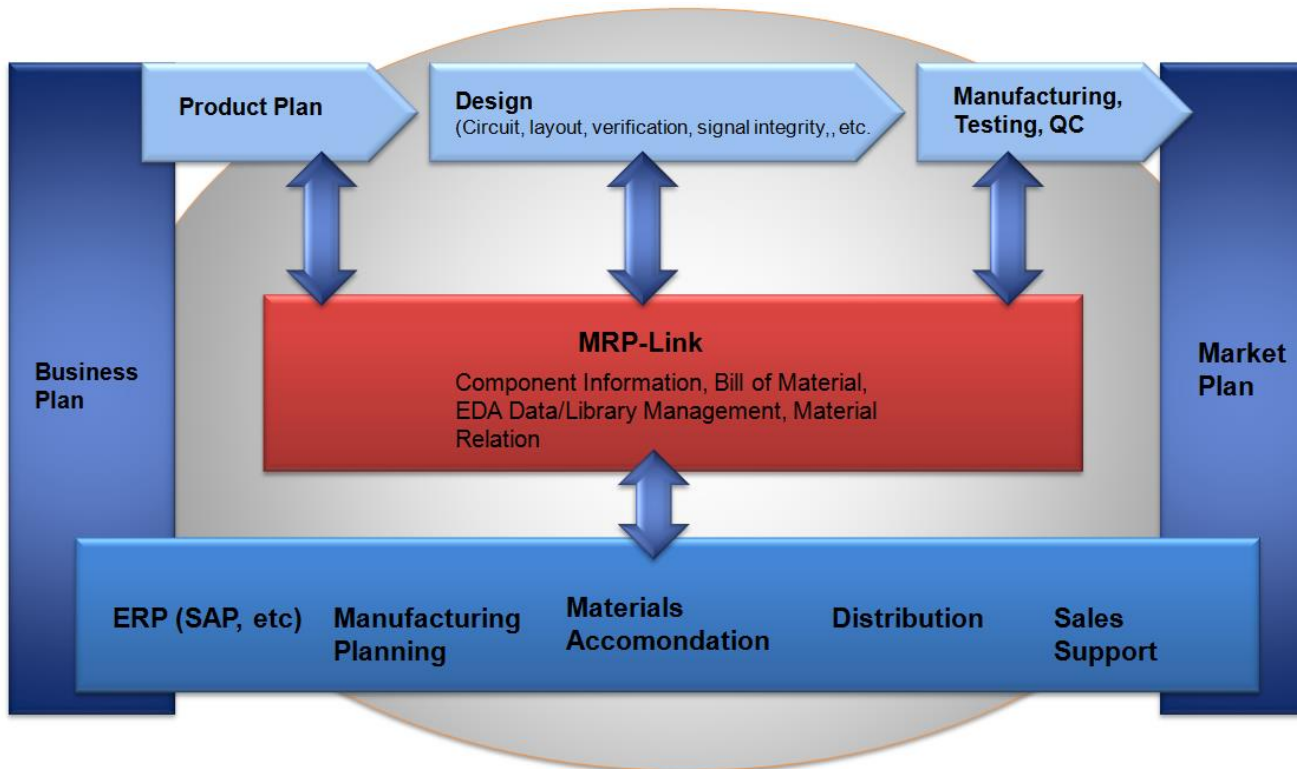 Product Plan
Design
(Circuit, layout, verification, signal integrity,, etc.
Manufacturing,
Testing, QC
Business
Plan
MRP-Link
Component Information, Bill of Material,
EDA Data/Library Management, Material
Relation
Market
Plan
ERP (SAP, etc)
Manufacturing
Planning
Materials
Accomondation
Distribution
Sales
Support